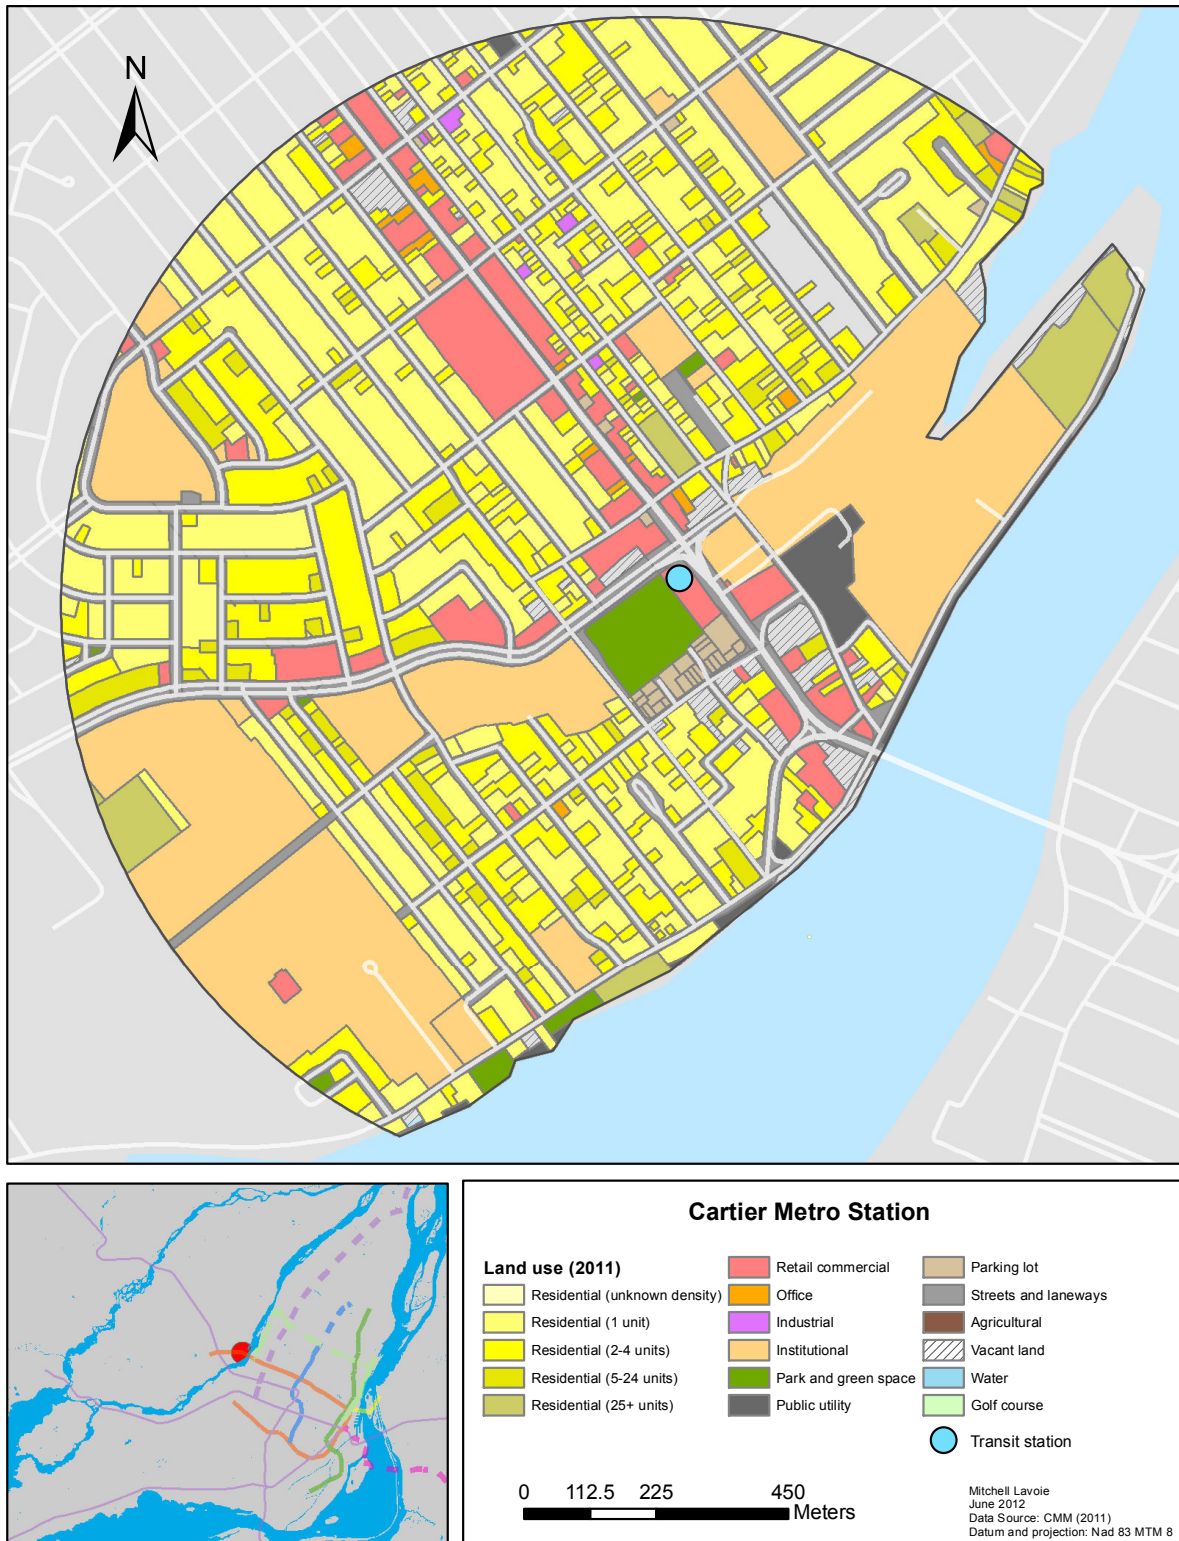 N
Cartier Metro Station
Land use (2011)
Residential (unknown density)
Residential (1 unit)
Residential (2-4 units)
Residential (5-24 units)
Residential (25+ units)
Retail commercial
Office
Industrial
Institutional
Park and green space
Public utility
Parking lot
Streets and laneways
Agricultural
Vacant land
Water
Golf course
Transit station
0 112.5 225 450
Meters
Mitchell Lavoie
June 2012
Data Source: CMM (2011)
Datum and projection: Nad 83 MTM 8